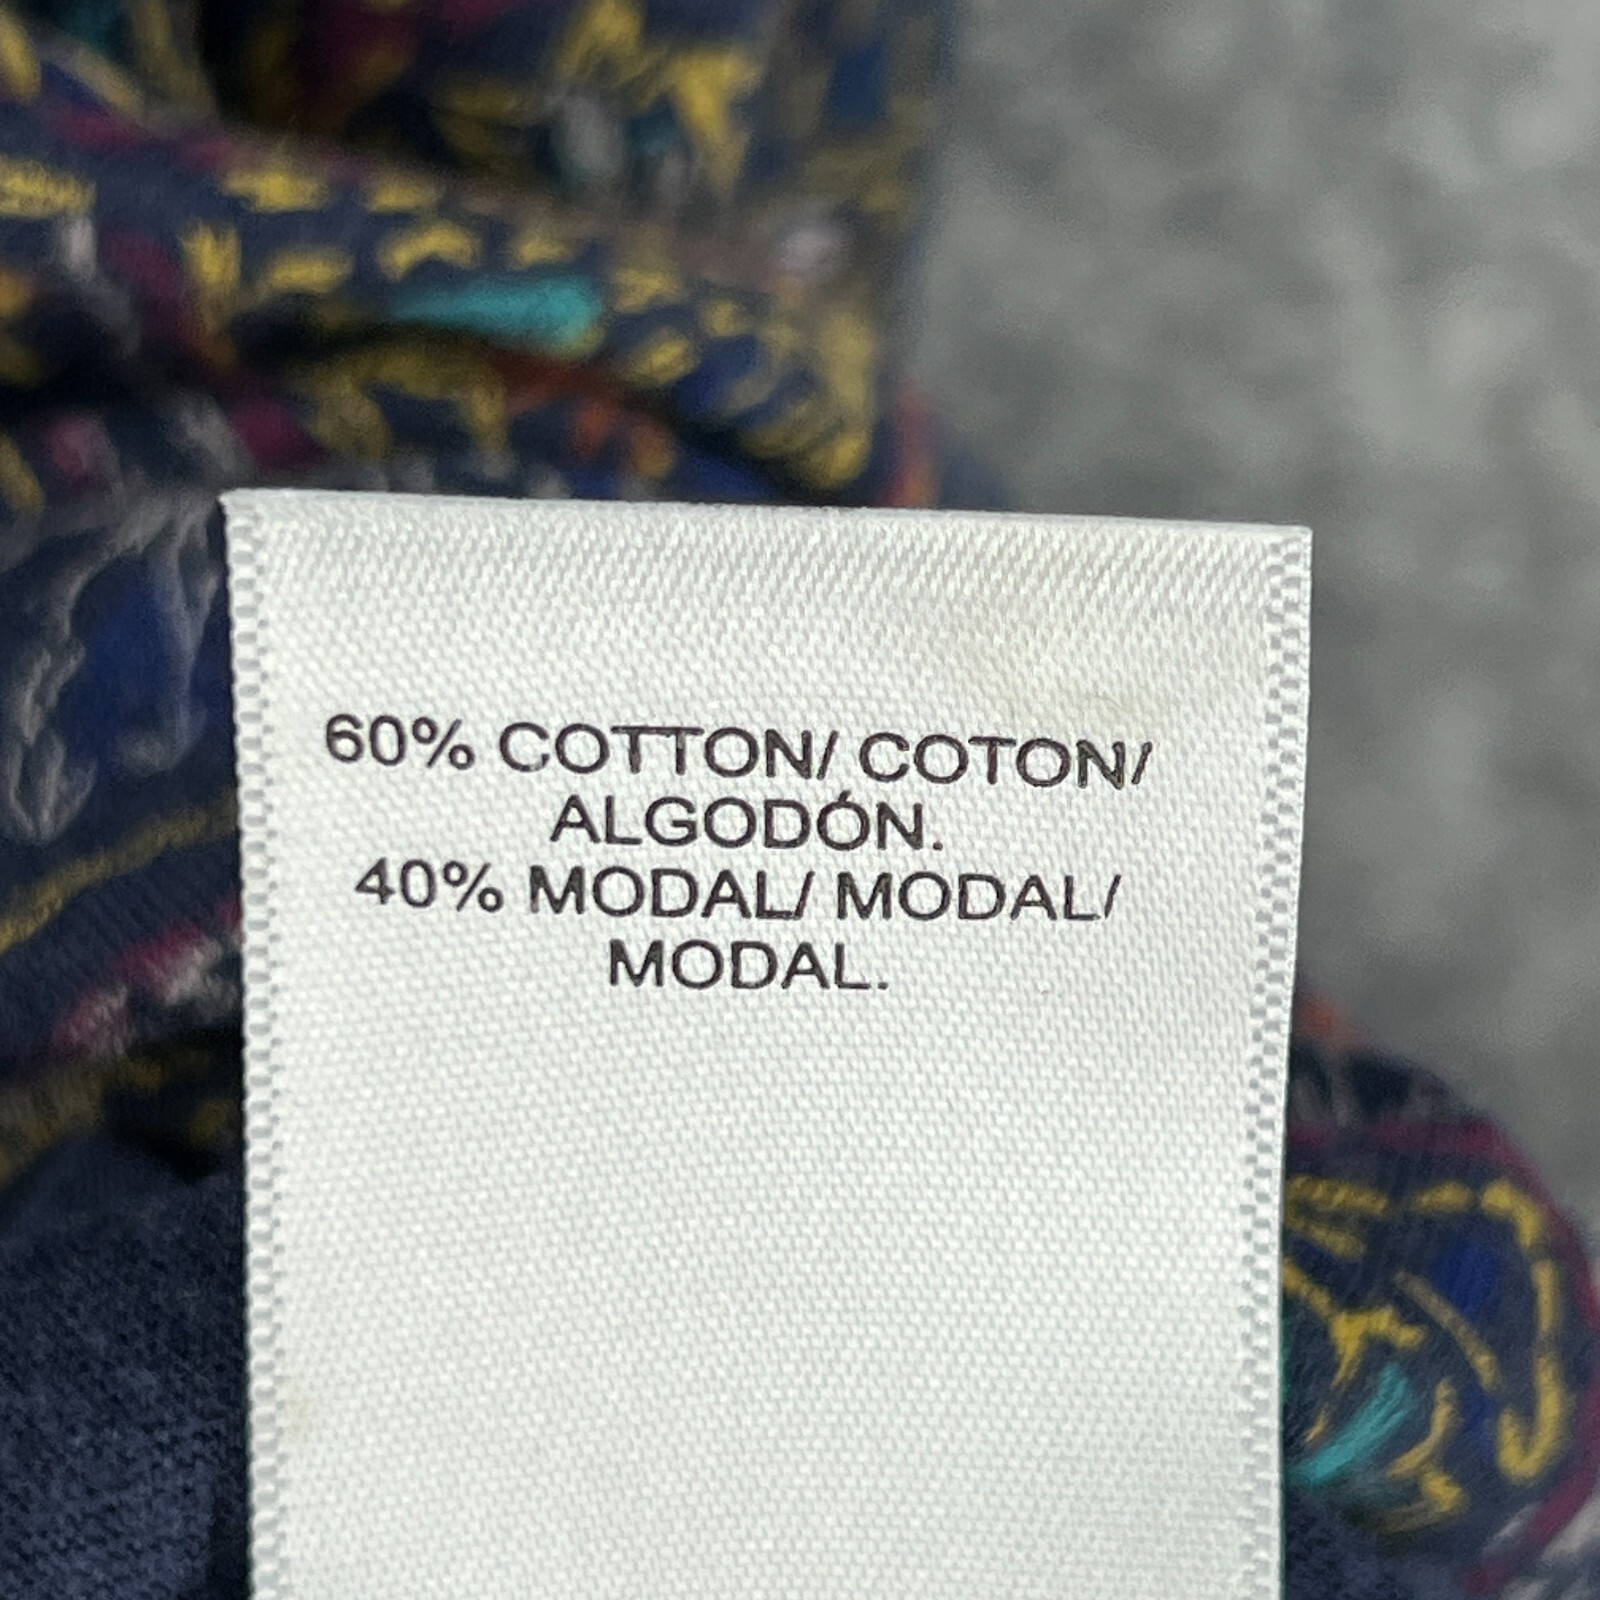 60% COTTON/ COTON/
ALGODÓN.
40% MODAL/ MODAL/
MODAL.